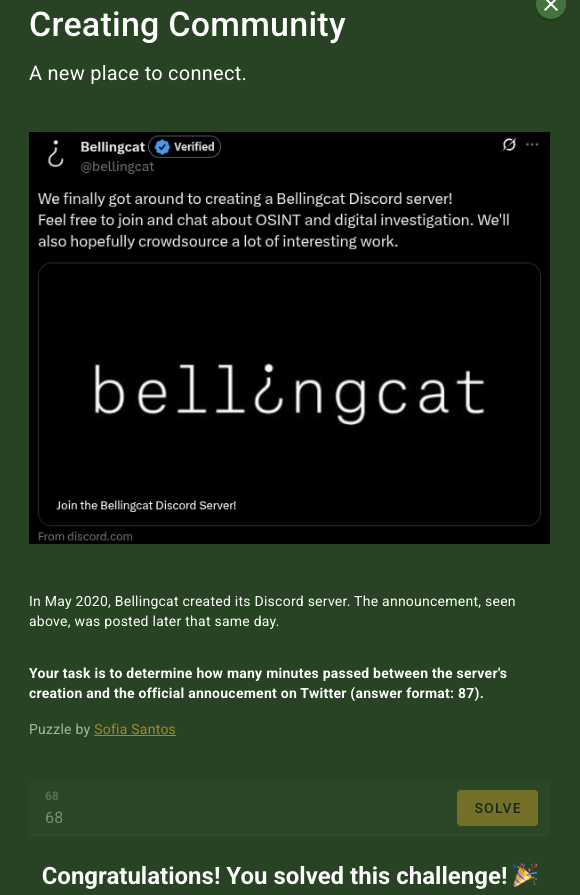 Creating Community
A new place to connect.
Bellingcat Verified
@bellingcat
We finally got around to creating a Bellingcat Discord server!
Feel free to join and chat about OSINT and digital investigation. We'll
also hopefully crowdsource a lot of interesting work.
bell¿ngcat
Join the Bellingcat Discord Server!
From discord.com
In May 2020, Bellingcat created its Discord server. The announcement, seen
above, was posted later that same day.
Your task is to determine how many minutes passed between the server's
creation and the official annoucement on Twitter (answer format: 87).
Puzzle by Sofia Santos
68
68
SOLVE
Congratulations! You solved this challenge! 🎉